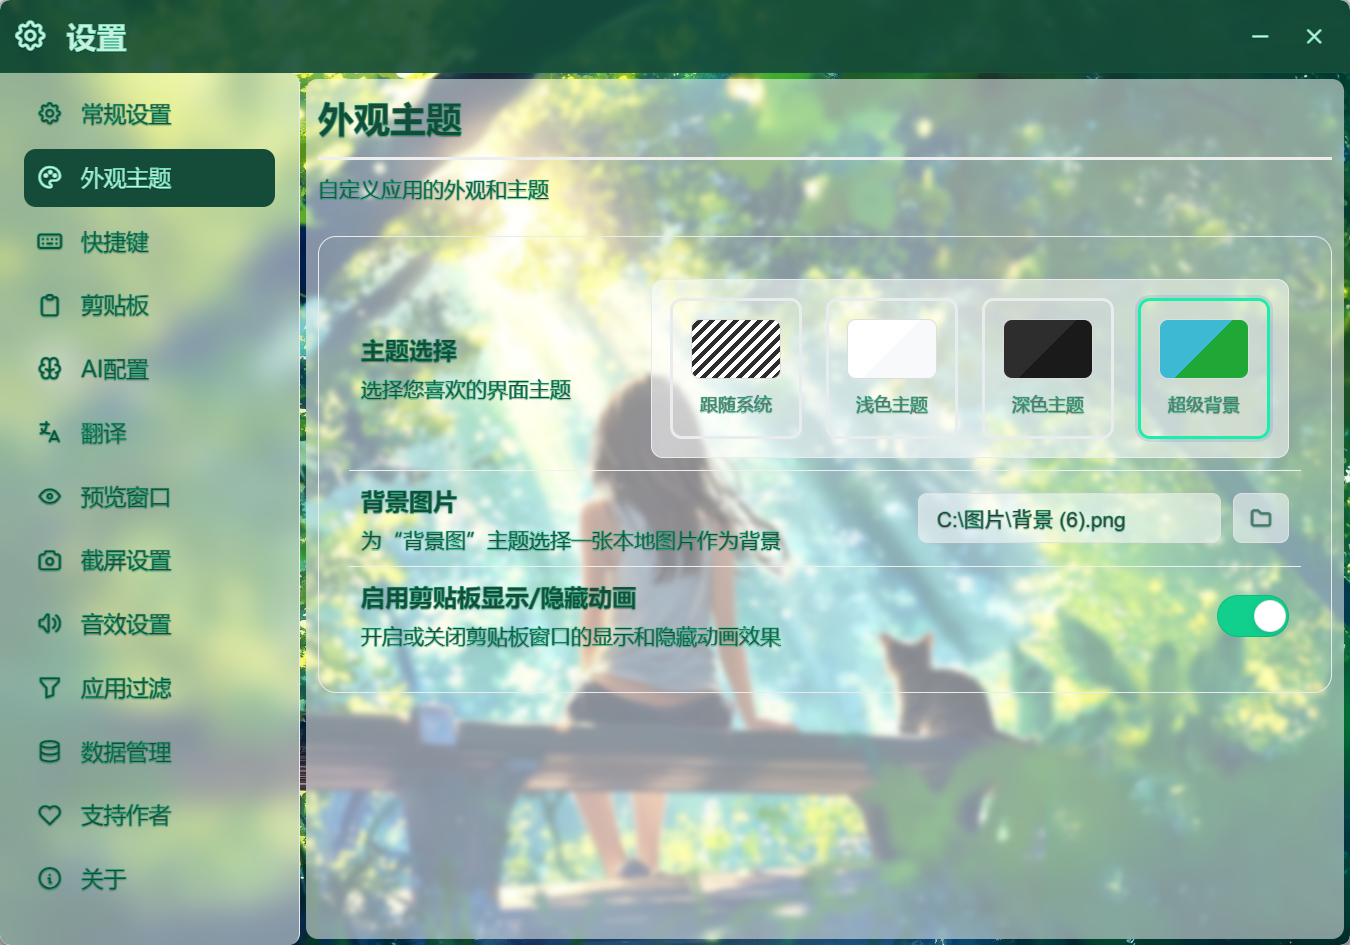 设置
常规设置
外观主题
快捷键
剪贴板
AI配置
翻译
预览窗口
截屏设置
音效设置
应用过滤
数据管理
支持作者
关于
外观主题
自定义应用的外观和主题
主题选择
选择您喜欢的界面主题
跟随系统
浅色主题
深色主题
超级背景
背景图片
为“背景图”主题选择一张本地图片作为背景
C:\图片\背景 (6).png
启用剪贴板显示/隐藏动画
开启或关闭剪贴板窗口的显示和隐藏动画效果